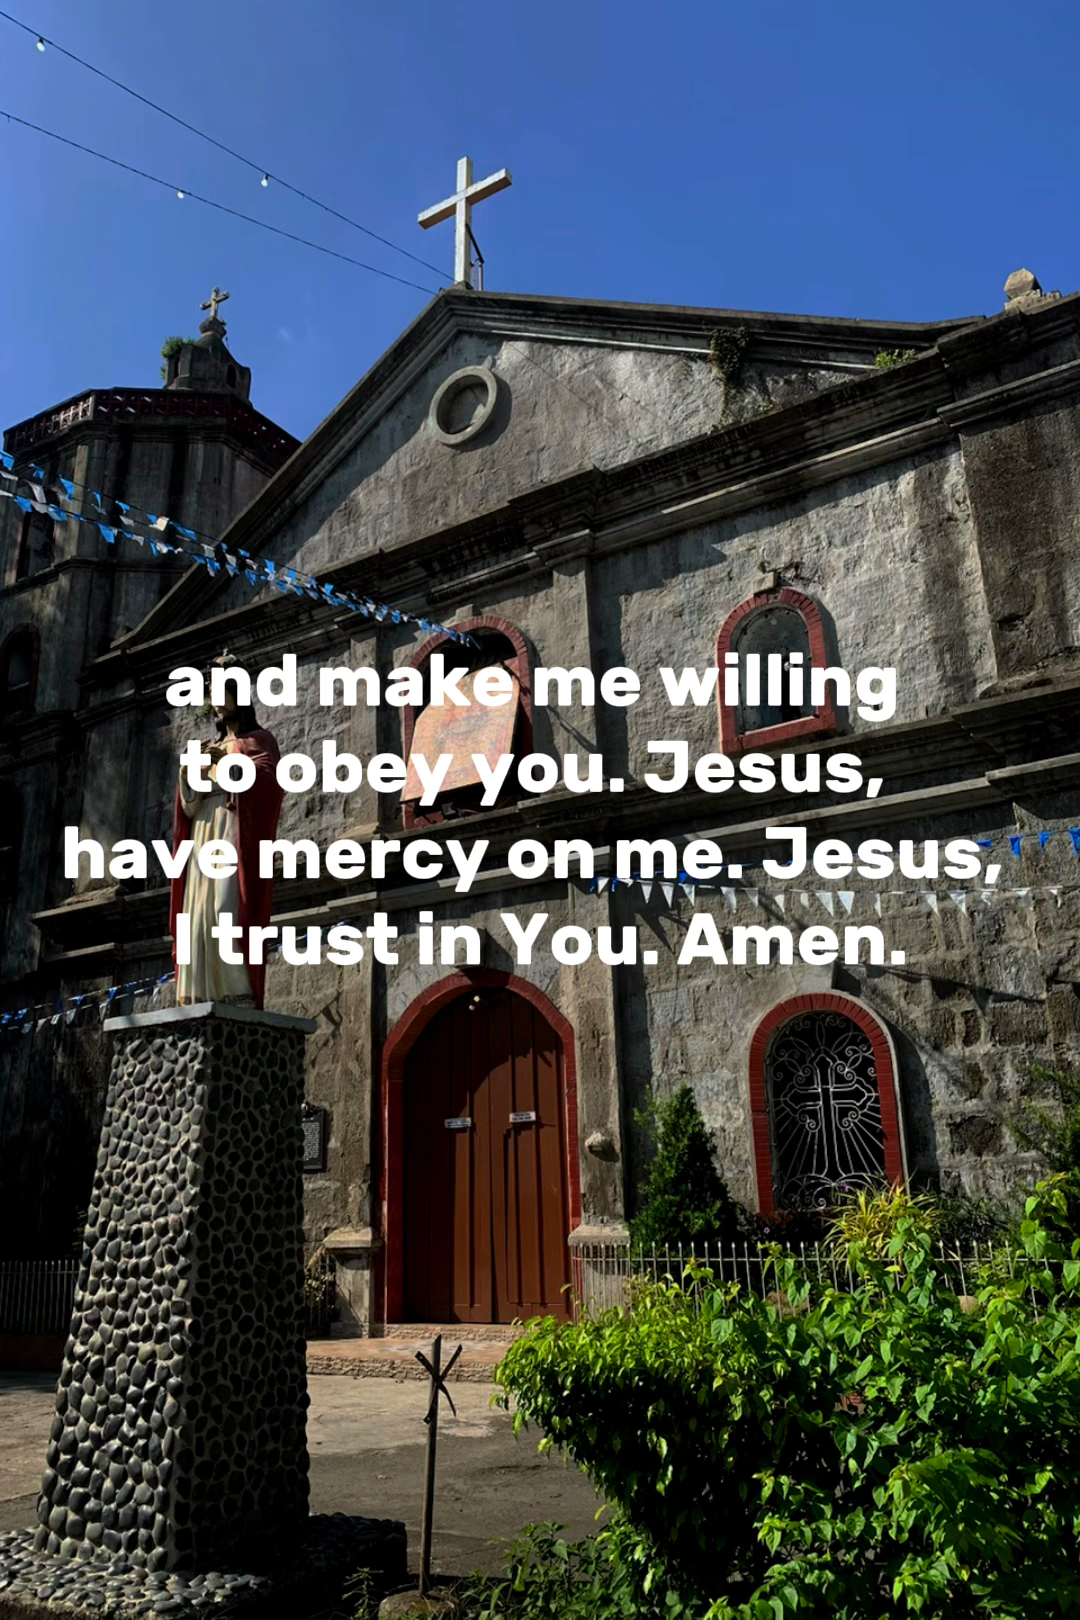 and make me willing
to obey you. Jesus,
have mercy on me. Jesus,
I trust in You. Amen.